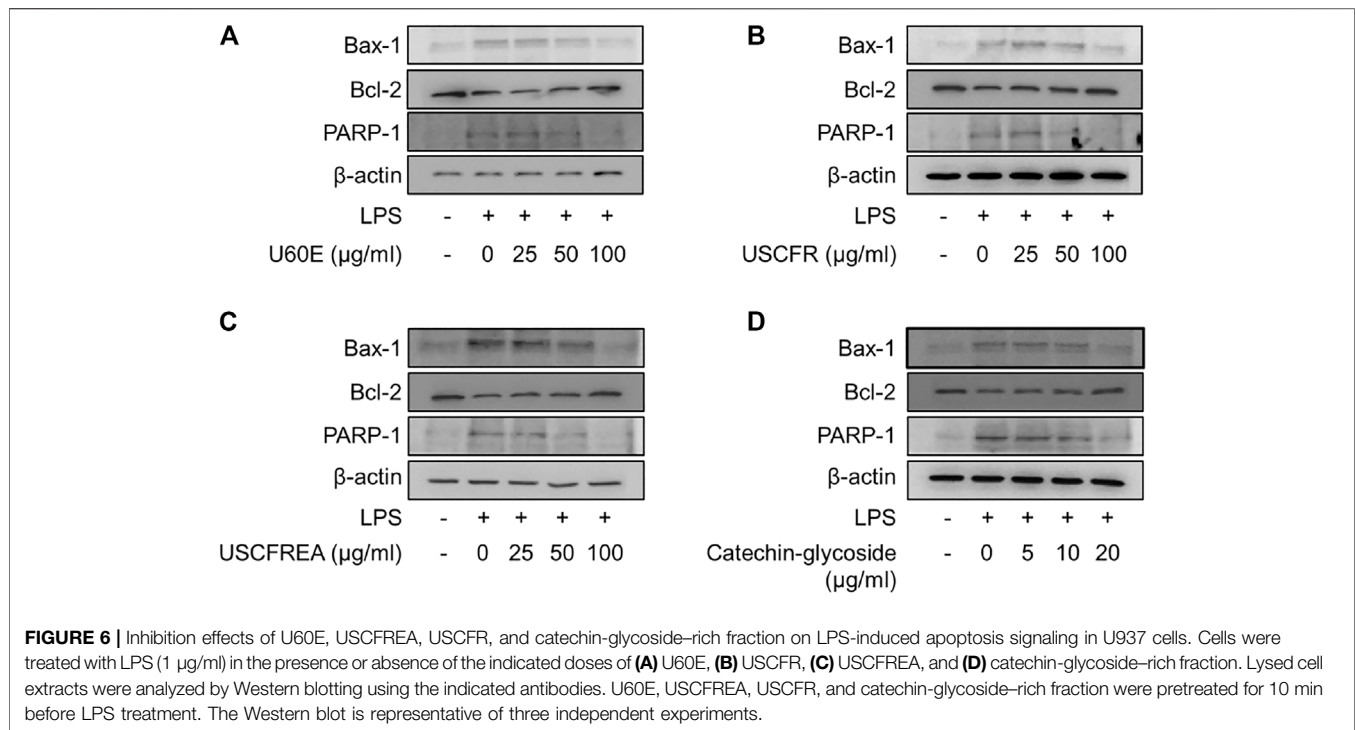 A
Bax-1
Bcl-2
PARP-1
β-actin
LPS - + + + +
U60E (μg/ml) - 0 25 50 100
B
Bax-1
Bcl-2
PARP-1
β-actin
LPS - + + + +
USCFR (μg/ml) - 0 25 50 100
C
Bax-1
Bcl-2
PARP-1
β-actin
LPS - + + + +
USCFREA (μg/ml) - 0 25 50 100
D
Bax-1
Bcl-2
PARP-1
β-actin
LPS - + + + +
Catechin-glycoside - 0 5 10 20
(μg/ml)
FIGURE 6 | Inhibition effects of U60E, USCFREA, USCFR, and catechin-glycoside–rich fraction on LPS-induced apoptosis signaling in U937 cells. Cells were
treated with LPS (1 μg/ml) in the presence or absence of the indicated doses of (A) U60E, (B) USCFR, (C) USCFREA, and (D) catechin-glycoside–rich fraction. Lysed cell
extracts were analyzed by Western blotting using the indicated antibodies. U60E, USCFREA, USCFR, and catechin-glycoside–rich fraction were pretreated for 10 min
before LPS treatment. The Western blot is representative of three independent experiments.